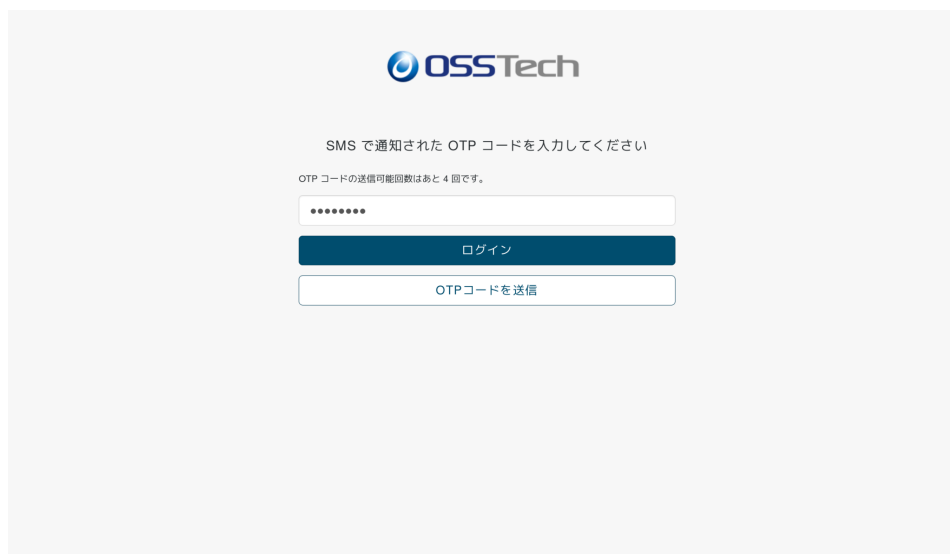 OSSTech
SMS で通知された OTP コードを入力してください
OTP コードの送信可能回数はあと 4 回です。
••••••••
ログイン
OTPコードを送信